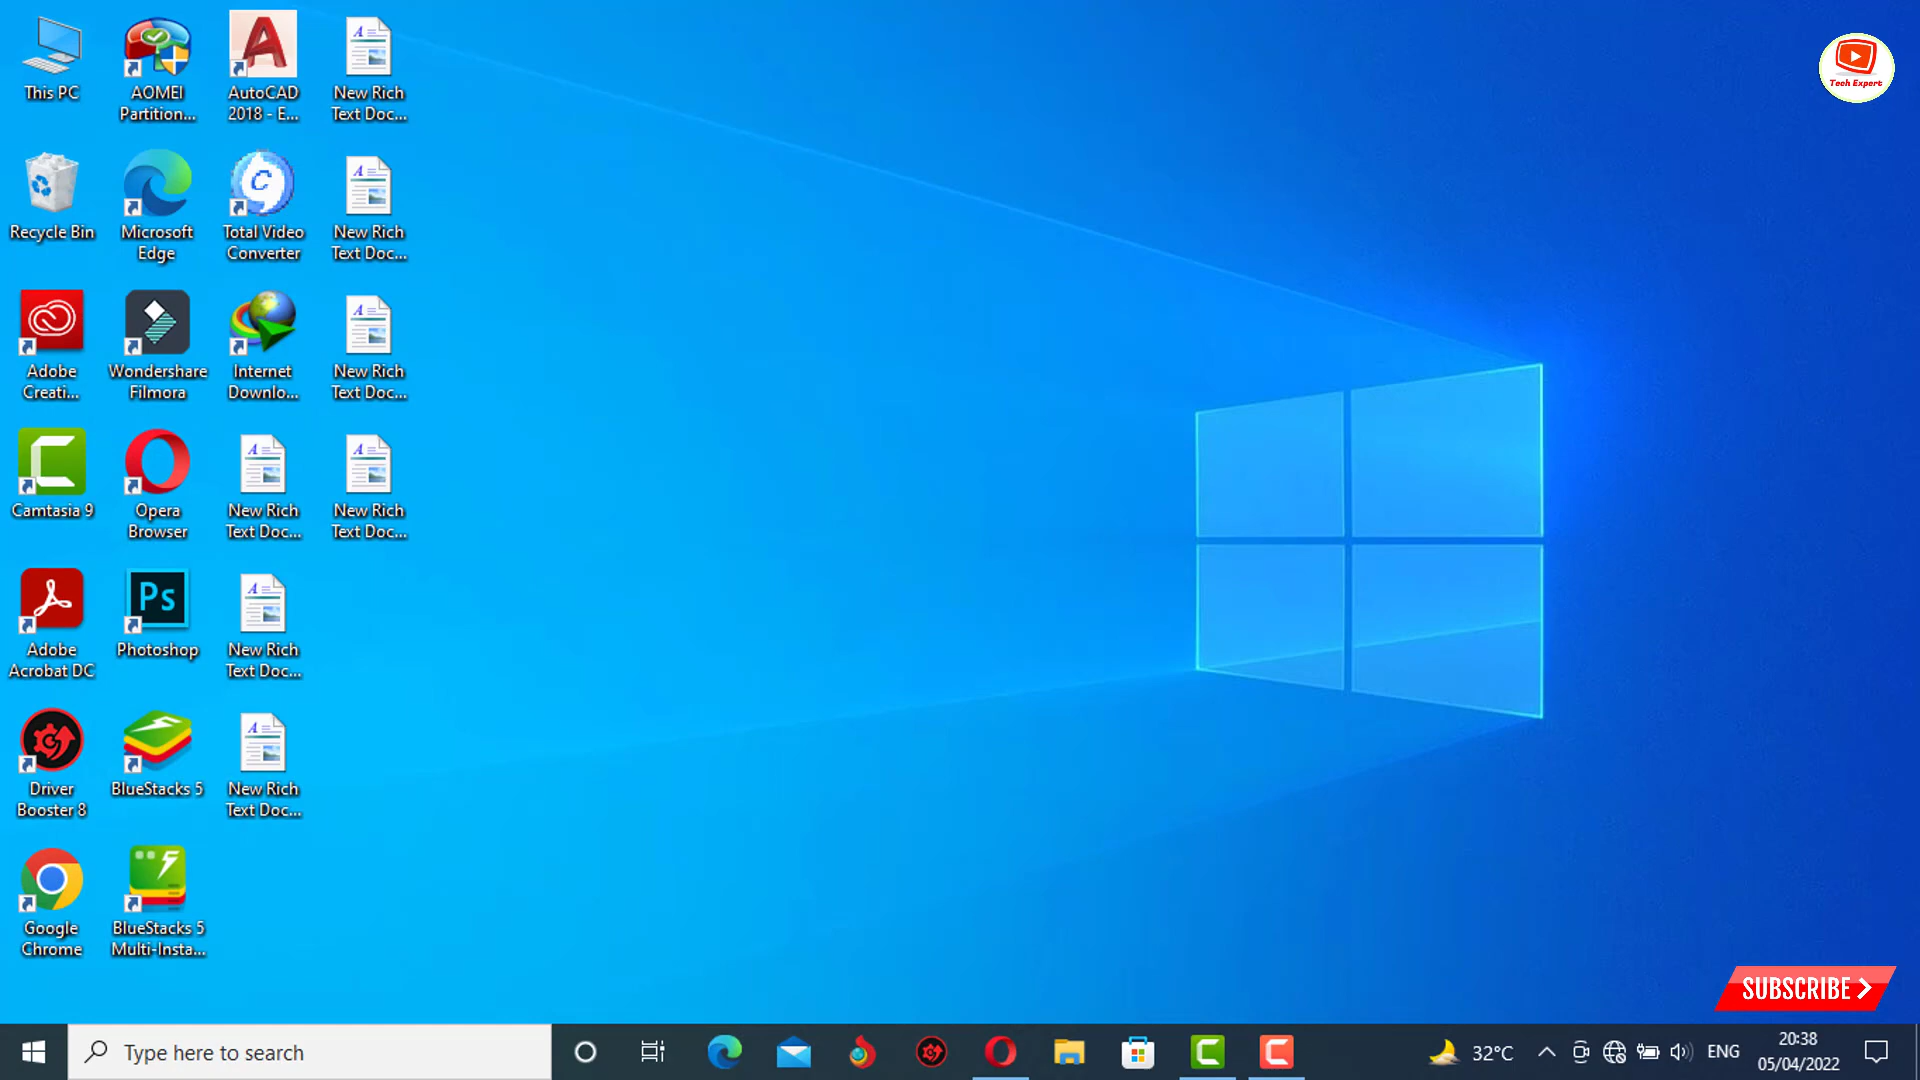 This PC
AOMEI
Partition...
AutoCAD
2018 - E...
New Rich
Text Doc...
Recycle Bin
Microsoft
Edge
Total Video
Converter
New Rich
Text Doc...
Adobe
Creati...
Wondershare
Filmora
Internet
Downlo...
New Rich
Text Doc...
Camtasia 9
Opera
Browser
New Rich
Text Doc...
New Rich
Text Doc...
Adobe
Acrobat DC
Ps
Photoshop
New Rich
Text Doc...
Driver
Booster 8
BlueStacks 5
New Rich
Text Doc...
Google
Chrome
BlueStacks 5
Multi-Insta...
Tech Expert
SUBSCRIBE
Type here to search
32°C
ENG
20:38
05/04/2022